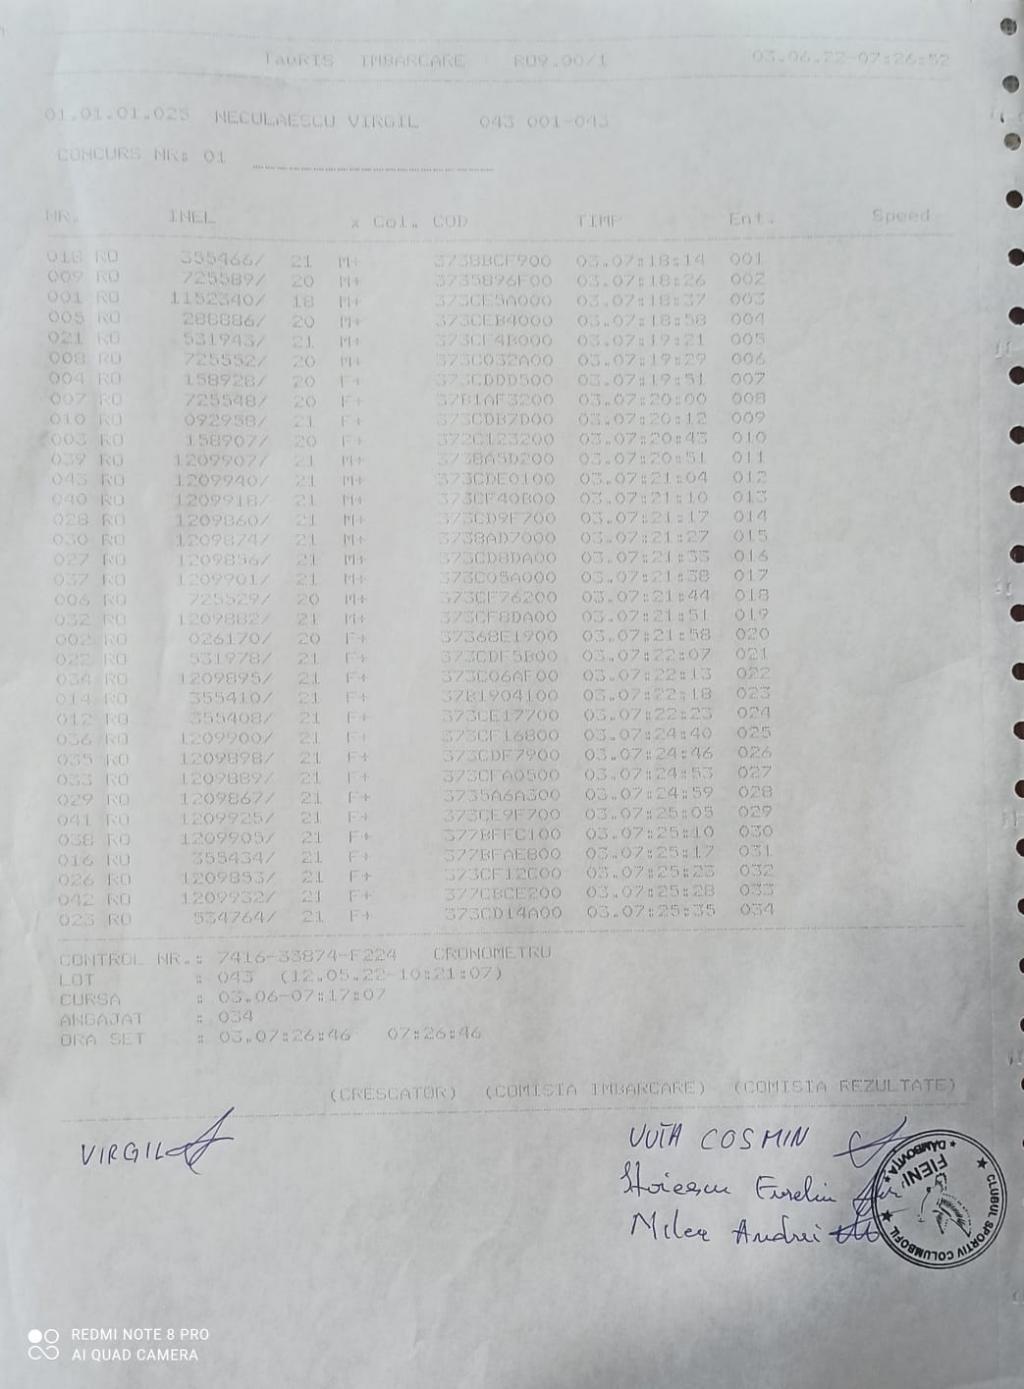 TauRIS IMBARCARE RO9.00/1 03.06.22-07:26:52
01.01.01.025 NECULAESCU VIRGIL 043 001-043
CONCURS NR: 01
NR. INEL x Col. COD TIMP Ent. Speed
018 RO 355466/ 21 M+ 3738BCF900 03.07:18:14 001
009 RO 725589/ 20 M+ 3735896F00 03.07:18:26 002
001 RO 1152340/ 18 M+ 373CE5A000 03.07:18:37 003
005 RO 286886/ 20 M+ 373CEB4000 03.07:18:58 004
021 RO 531943/ 21 M+ 373CF4B000 03.07:19:21 005
008 RO 725552/ 20 M+ 373C032A00 03.07:19:29 006
004 RO 158928/ 20 F+ 373CDDD500 03.07:19:51 007
007 RO 725548/ 20 F+ 37B1AF3200 03.07:20:00 008
010 RO 092958/ 21 F+ 373CDB7D00 03.07:20:12 009
003 RO 158907/ 20 F+ 372C123200 03.07:20:43 010
039 RO 1209907/ 21 M+ 3738A5D200 03.07:20:51 011
043 RO 1209940/ 21 M+ 373CDE0100 03.07:21:04 012
040 RO 1209918/ 21 M+ 373CF40B00 03.07:21:10 013
028 RO 1209860/ 21 M+ 373CD9F700 03.07:21:17 014
030 RO 1209874/ 21 M+ 3738AD7000 03.07:21:27 015
027 RO 1209856/ 21 M+ 373CD8DA00 03.07:21:33 016
037 RO 1209901/ 21 M+ 373C05A000 03.07:21:38 017
006 RO 725529/ 20 M+ 373CF76200 03.07:21:44 018
032 RO 1209882/ 21 M+ 373CF8DA00 03.07:21:51 019
002 RO 026170/ 20 F+ 37368E1900 03.07:21:58 020
022 RO 531978/ 21 F+ 373CDF5B00 03.07:22:07 021
034 RO 1209895/ 21 F+ 373C06AF00 03.07:22:13 022
014 RO 355410/ 21 F+ 37B1904100 03.07:22:18 023
012 RO 355408/ 21 F+ 373CE17700 03.07:22:23 024
036 RO 1209900/ 21 F+ 373CF16800 03.07:24:40 025
035 RO 1209898/ 21 F+ 373CDF7900 03.07:24:46 026
033 RO 1209889/ 21 F+ 373CFA0500 03.07:24:53 027
029 RO 1209867/ 21 F+ 3735A6A300 03.07:24:59 028
041 RO 1209925/ 21 F+ 373CE9F700 03.07:25:05 029
038 RO 1209905/ 21 F+ 377BFFC100 03.07:25:10 030
016 RO 355434/ 21 F+ 377BFAE800 03.07:25:17 031
026 RO 1209853/ 21 F+ 373CF12C00 03.07:25:23 032
042 RO 1209932/ 21 F+ 377CBCE200 03.07:25:28 033
023 RO 534764/ 21 F+ 373CD14A00 03.07:25:35 034
CONTROL NR.: 7416-33874-F224 CRONOMETRU
LOT : 043 (12.05.22-10:21:07)
CURSA : 03.06-07:17:07
ANGAJAT : 034
ORA SET : 03.07:26:46 07:26:46
(CRESCATOR) (COMISIA IMBARCARE) (COMISIA REZULTATE)
VIRGIL
VUTA COSMIN
Stoicescu
Andrei
CLUBUL SPORTIV COLUMBOFIL
FIENI
DÂMBOVIȚA
REDMI NOTE 8 PRO
AI QUAD CAMERA